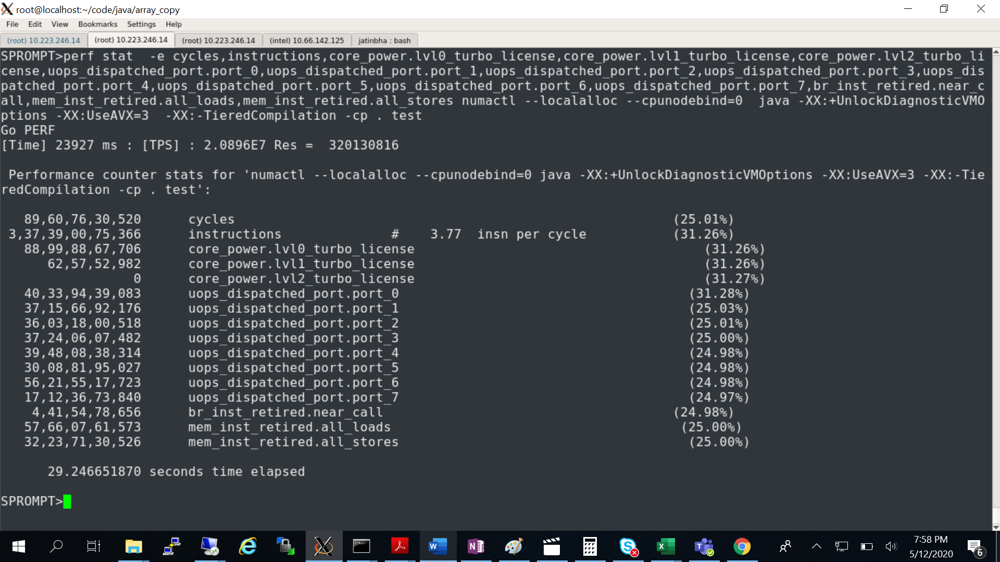 root@localhost:~/code/java/array_copy
File Edit View Bookmarks Settings Help
(root) 10.223.246.14 (root) 10.223.246.14 (root) 10.223.246.14 (intel) 10.66.142.125 jatinbha : bash
SPROMPT>perf stat  -e cycles,instructions,core_power.lvl0_turbo_license,core_power.lvl1_turbo_license,core_power.lvl2_turbo_li
cense,uops_dispatched_port.port_0,uops_dispatched_port.port_1,uops_dispatched_port.port_2,uops_dispatched_port.port_3,uops_dis
patched_port.port_4,uops_dispatched_port.port_5,uops_dispatched_port.port_6,uops_dispatched_port.port_7,br_inst_retired.near_c
all,mem_inst_retired.all_loads,mem_inst_retired.all_stores numactl --localalloc --cpunodebind=0  java -XX:+UnlockDiagnosticVMO
ptions -XX:UseAVX=3  -XX:-TieredCompilation -cp . test
Go PERF
[Time] 23927 ms : [TPS] : 2.0896E7 Res =  320130816
Performance counter stats for 'numactl --localalloc --cpunodebind=0 java -XX:+UnlockDiagnosticVMOptions -XX:UseAVX=3 -XX:-Tie
redCompilation -cp . test':
89,60,76,30,520 cycles (25.01%)
3,37,39,00,75,366 instructions # 3.77 insn per cycle (31.26%)
88,99,88,67,706 core_power.lvl0_turbo_license (31.26%)
62,57,52,982 core_power.lvl1_turbo_license (31.26%)
0 core_power.lvl2_turbo_license (31.27%)
40,33,94,39,083 uops_dispatched_port.port_0 (31.28%)
37,15,66,92,176 uops_dispatched_port.port_1 (25.03%)
36,03,18,00,518 uops_dispatched_port.port_2 (25.01%)
37,24,06,07,482 uops_dispatched_port.port_3 (25.00%)
39,48,08,38,314 uops_dispatched_port.port_4 (24.98%)
30,08,81,95,027 uops_dispatched_port.port_5 (24.98%)
56,21,55,17,723 uops_dispatched_port.port_6 (24.98%)
17,12,36,73,840 uops_dispatched_port.port_7 (24.97%)
4,41,54,78,656 br_inst_retired.near_call (24.98%)
57,66,07,61,573 mem_inst_retired.all_loads (25.00%)
32,23,71,30,526 mem_inst_retired.all_stores (25.00%)
29.246651870 seconds time elapsed
SPROMPT>
7:58 PM
5/12/2020
6